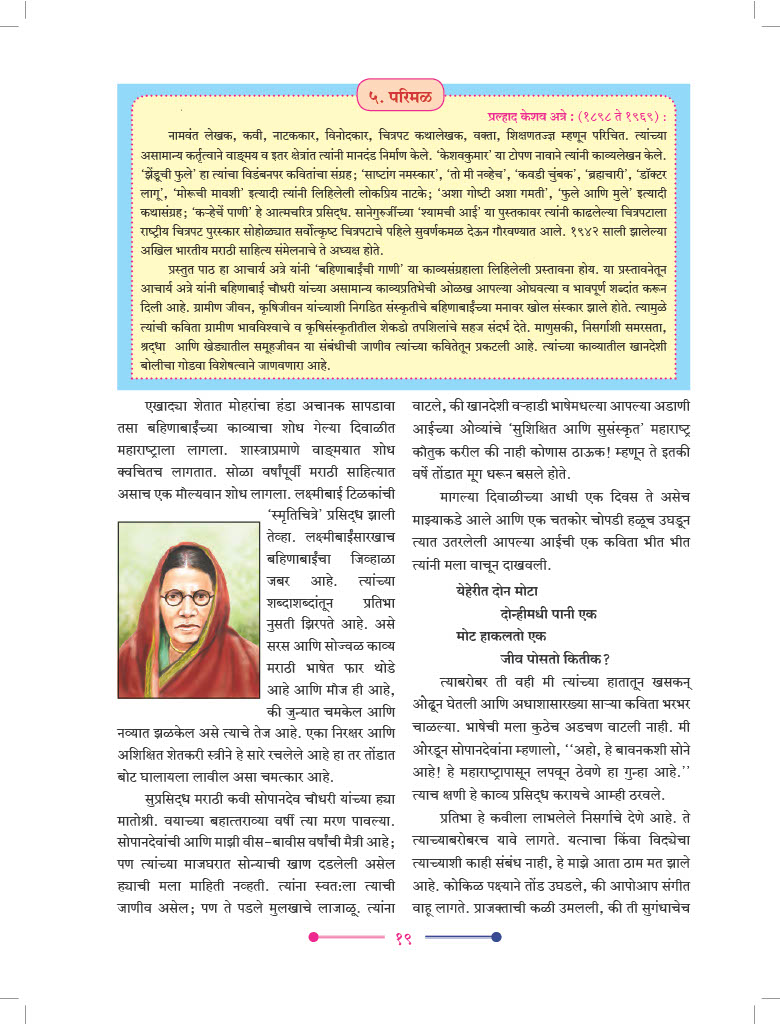 ५. परिमळ
प्रल्हाद केशव अत्रे : (१८९८ ते १९६९) :
नामवंत लेखक, कवी, नाटककार, विनोदकार, चित्रपट कथालेखक, वक्ता, शिक्षणतज्ज्ञ म्हणून परिचित. त्यांच्या
असामान्य कर्तृत्वाने वाङ्मय व इतर क्षेत्रांत त्यांनी मानदंड निर्माण केले. ‘केशवकुमार’ या टोपण नावाने त्यांनी काव्यलेखन केले.
‘झेंडूची फुले’ हा त्यांचा विडंबनपर कवितांचा संग्रह; ‘साष्टांग नमस्कार’, ‘तो मी नव्हेच’, ‘कवडी चुंबक’, ‘ब्रह्मचारी’, ‘डॉक्टर
लागू’, ‘मोरूची मावशी’ इत्यादी त्यांनी लिहिलेली लोकप्रिय नाटके; ‘अशा गोष्टी अशा गमती’, ‘फुले आणि मुले’ इत्यादी
कथासंग्रह; ‘कऱ्हेचें पाणी’ हे आत्मचरित्र प्रसिद्ध. सानेगुरुजींच्या ‘श्यामची आई’ या पुस्तकावर त्यांनी काढलेल्या चित्रपटाला
राष्ट्रीय चित्रपट पुरस्कार सोहोळ्यात सर्वोत्कृष्ट चित्रपटाचे पहिले सुवर्णकमळ देऊन गौरवण्यात आले. १९४२ साली झालेल्या
अखिल भारतीय मराठी साहित्य संमेलनाचे ते अध्यक्ष होते.
प्रस्तुत पाठ हा आचार्य अत्रे यांनी ‘बहिणाबाईंची गाणी’ या काव्यसंग्रहाला लिहिलेली प्रस्तावना होय. या प्रस्तावनेतून
आचार्य अत्रे यांनी बहिणाबाई चौधरी यांच्या असामान्य काव्यप्रतिभेची ओळख आपल्या ओघवत्या व भावपूर्ण शब्दांत करून
दिली आहे. ग्रामीण जीवन, कृषिजीवन यांच्याशी निगडित संस्कृतीचे बहिणाबाईंच्या मनावर खोल संस्कार झाले होते. त्यामुळे
त्यांची कविता ग्रामीण भावविश्वाचे व कृषिसंस्कृतीतील शेकडो तपशिलांचे सहज संदर्भ देते. माणुसकी, निसर्गाशी समरसता,
श्रद्धा आणि खेड्यातील समूहजीवन या संबंधीची जाणीव त्यांच्या कवितेतून प्रकटली आहे. त्यांच्या काव्यातील खानदेशी
बोलीचा गोडवा विशेषत्वाने जाणवणारा आहे.
एखाद्या शेतात मोहरांचा हंडा अचानक सापडावा
तसा बहिणाबाईंच्या काव्याचा शोध गेल्या दिवाळीत
महाराष्ट्राला लागला. शास्त्राप्रमाणे वाङ्मयात शोध
क्वचितच लागतात. सोळा वर्षांपूर्वी मराठी साहित्यात
असाच एक मौल्यवान शोध लागला. लक्ष्मीबाई टिळकांची
‘स्मृतिचित्रे’ प्रसिद्ध झाली
तेव्हा. लक्ष्मीबाईंसारखाच
बहिणाबाईंचा जिव्हाळा
जबर आहे. त्यांच्या
शब्दाशब्दांतून प्रतिभा
नुसती झिरपते आहे. असे
सरस आणि सोज्वळ काव्य
मराठी भाषेत फार थोडे
आहे आणि मौज ही आहे,
की जुन्यात चमकेल आणि
नव्यात झळकेल असे त्याचे तेज आहे. एका निरक्षर आणि
अशिक्षित शेतकरी स्त्रीने हे सारे रचलेले आहे हा तर तोंडात
बोट घालायला लावील असा चमत्कार आहे.
सुप्रसिद्ध मराठी कवी सोपानदेव चौधरी यांच्या ह्या
मातोश्री. वयाच्या बहात्तराव्या वर्षी त्या मरण पावल्या.
सोपानदेवांची आणि माझी वीस-बावीस वर्षांची मैत्री आहे;
पण त्यांच्या माजघरात सोन्याची खाण दडलेली असेल
ह्याची मला माहिती नव्हती. त्यांना स्वतःला त्याची
जाणीव असेल; पण ते पडले मुलखाचे लाजाळू. त्यांना
वाटले, की खानदेशी वऱ्हाडी भाषेमधल्या आपल्या अडाणी
आईच्या ओव्यांचे ‘सुशिक्षित आणि सुसंस्कृत’ महाराष्ट्र
कौतुक करील की नाही कोणास ठाऊक! म्हणून ते इतकी
वर्षे तोंडात मूग धरून बसले होते.
मागल्या दिवाळीच्या आधी एक दिवस ते असेच
माझ्याकडे आले आणि एक चतकोर चोपडी हळूच उघडून
त्यात उतरलेली आपल्या आईची एक कविता भीत भीत
त्यांनी मला वाचून दाखवली.
येहेरीत दोन मोटा
दोन्हीमधी पानी एक
मोट हाकलतो एक
जीव पोसतो कितीक?
त्याबरोबर ती वही मी त्यांच्या हातातून खसकन्
ओढून घेतली आणि अधाशासारख्या साऱ्या कविता भरभर
चाळल्या. भाषेची मला कुठेच अडचण वाटली नाही. मी
ओरडून सोपानदेवांना म्हणालो, ‘‘अहो, हे बावनकशी सोने
आहे! हे महाराष्ट्रापासून लपवून ठेवणे हा गुन्हा आहे.’’
त्याच क्षणी हे काव्य प्रसिद्ध करायचे आम्ही ठरवले.
प्रतिभा हे कवीला लाभलेले निसर्गाचे देणे आहे. ते
त्याच्याबरोबरच यावे लागते. यत्नाचा किंवा विद्येचा
त्याच्याशी काही संबंध नाही, हे माझे आता ठाम मत झाले
आहे. कोकिळ पक्ष्याने तोंड उघडले, की आपोआप संगीत
वाहू लागते. प्राजक्ताची कळी उमलली, की ती सुगंधाचेच
१९